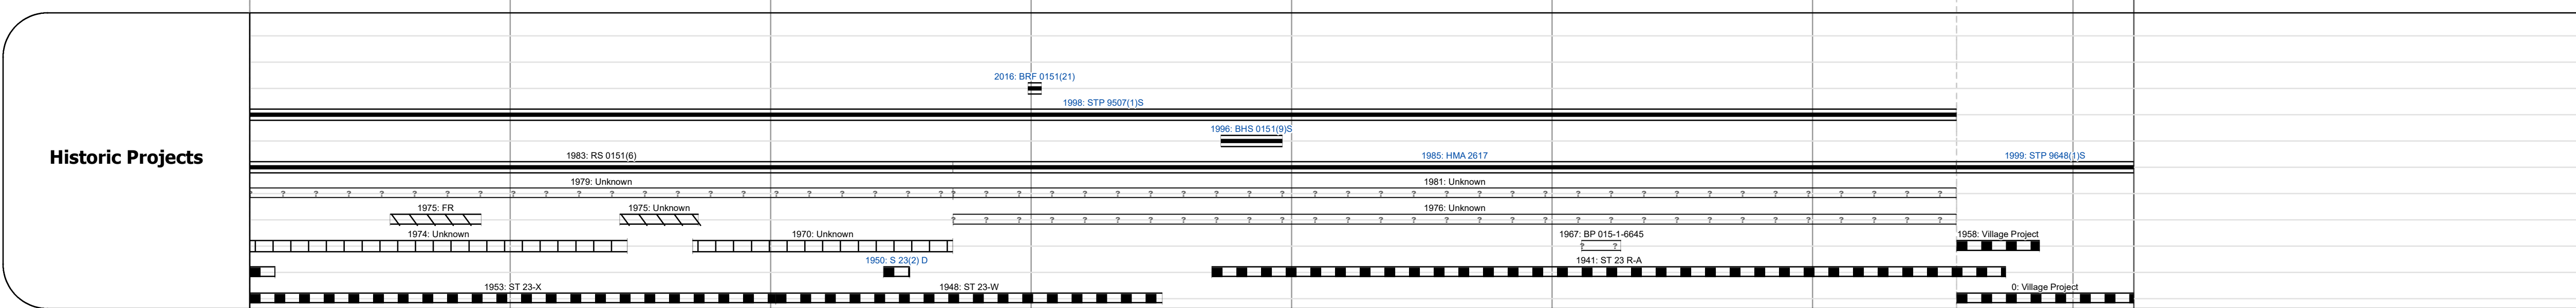 2016: BRF 0151(21)
1998: STP 9507(1)S
1996: BHS 0151(9)S
Historic Projects
1983: RS 0151(6) 1985: HMA 2617 1999: STP 9648(1)S
1979: Unknown 1981: Unknown
1975: FR 1975: Unknown 1976: Unknown
1974: Unknown 1970: Unknown 1967: BP 015-1-6645 1958: Village Project
1950: S 23(2) D 1941: ST 23 R-A
1953: ST 23-X 1948: ST 23-W 0: Village Project